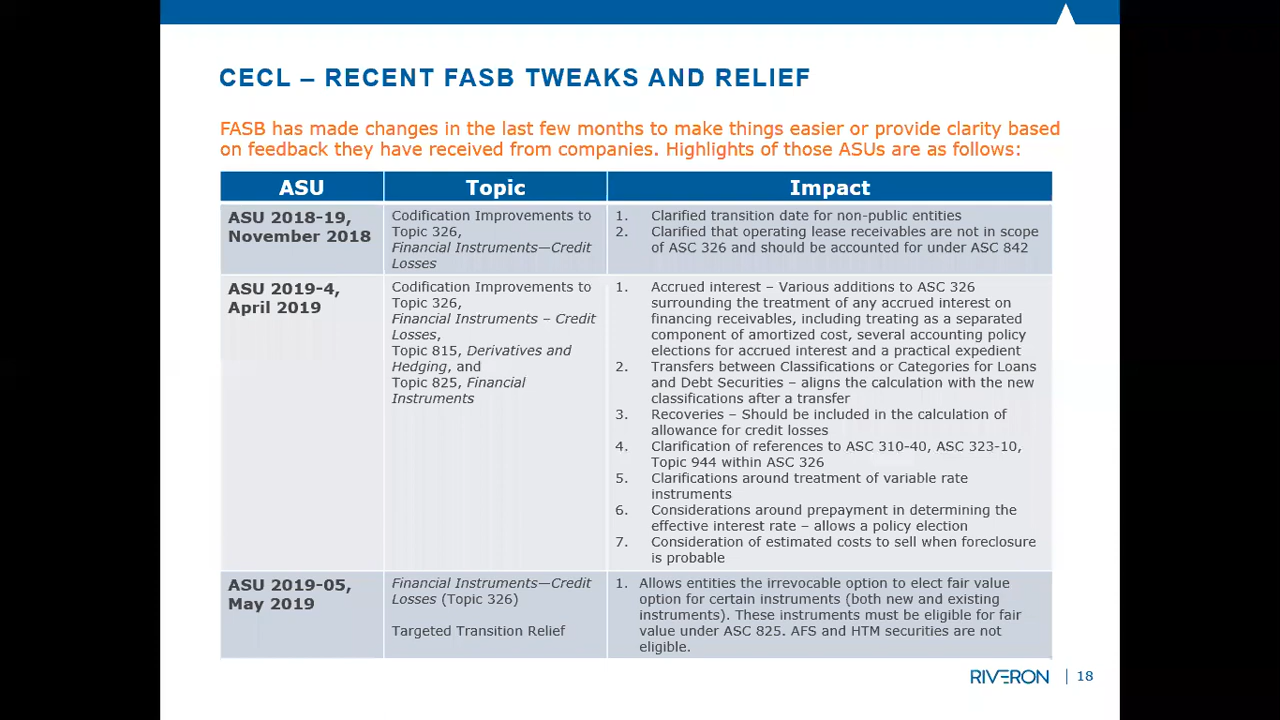 CECL – RECENT FASB TWEAKS AND RELIEF
FASB has made changes in the last few months to make things easier or provide clarity based
on feedback they have received from companies. Highlights of those ASUs are as follows:
ASU
Topic
Impact
ASU 2018-19,
November 2018
Codification Improvements to
Topic 326,
Financial Instruments—Credit
Losses
1. Clarified transition date for non-public entities
2. Clarified that operating lease receivables are not in scope
of ASC 326 and should be accounted for under ASC 842
ASU 2019-4,
April 2019
Codification Improvements to
Topic 326,
Financial Instruments – Credit
Losses,
Topic 815, Derivatives and
Hedging, and
Topic 825, Financial
Instruments
1. Accrued interest – Various additions to ASC 326
surrounding the treatment of any accrued interest on
financing receivables, including treating as a separated
component of amortized cost, several accounting policy
elections for accrued interest and a practical expedient
2. Transfers between Classifications or Categories for Loans
and Debt Securities – aligns the calculation with the new
classifications after a transfer
3. Recoveries – Should be included in the calculation of
allowance for credit losses
4. Clarification of references to ASC 310-40, ASC 323-10,
Topic 944 within ASC 326
5. Clarifications around treatment of variable rate
instruments
6. Considerations around prepayment in determining the
effective interest rate – allows a policy election
7. Consideration of estimated costs to sell when foreclosure
is probable
ASU 2019-05,
May 2019
Financial Instruments—Credit
Losses (Topic 326)
Targeted Transition Relief
1. Allows entities the irrevocable option to elect fair value
option for certain instruments (both new and existing
instruments). These instruments must be eligible for fair
value under ASC 825. AFS and HTM securities are not
eligible.
RIVERON | 18